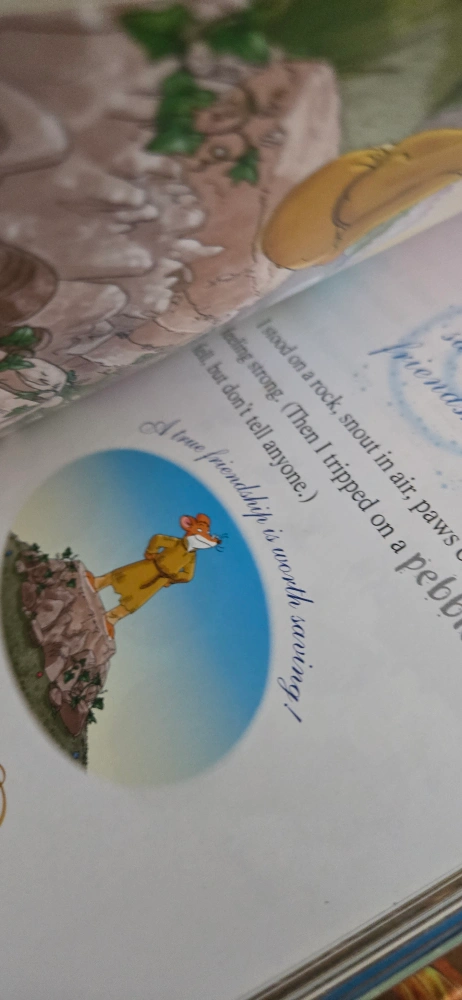 friends
I stood on a rock, snout in air, paws
feeling strong. (Then I tripped on a
fell, but don't tell anyone.)
A true friendship is worth saving!